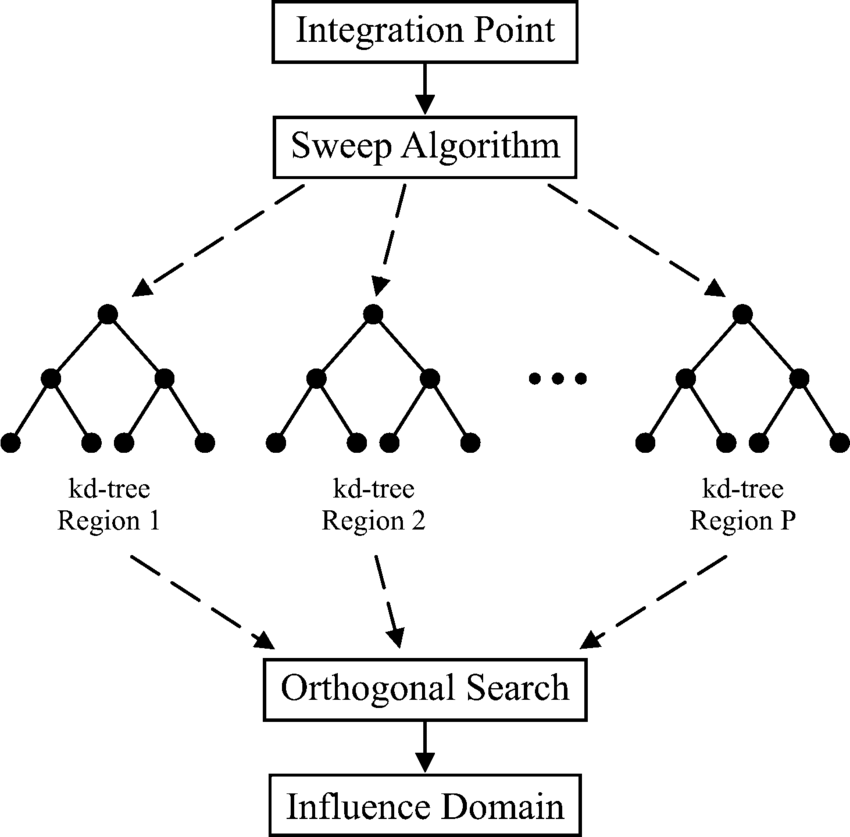 Integration Point
Sweep Algorithm
kd-tree
Region 1
kd-tree
Region 2
kd-tree
Region P
Orthogonal Search
Influence Domain